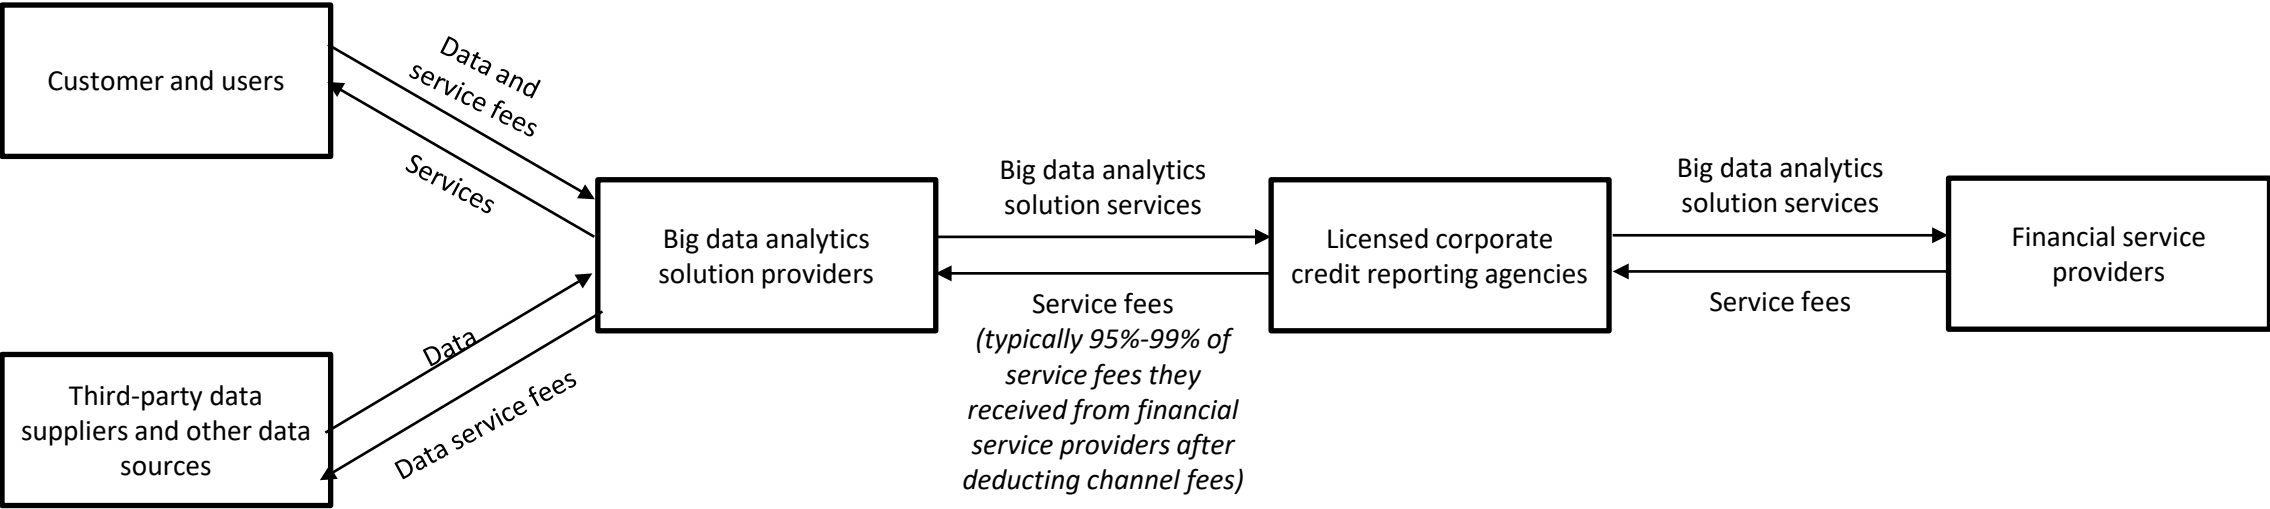 Customer and users
Data and
service fees
Services
Third-party data
suppliers and other data
sources
Data
Data service fees
Big data analytics
solution providers
Big data analytics
solution services
Service fees
(typically 95%-99% of
service fees they
received from financial
service providers after
deducting channel fees)
Licensed corporate
credit reporting agencies
Big data analytics
solution services
Service fees
Financial service
providers